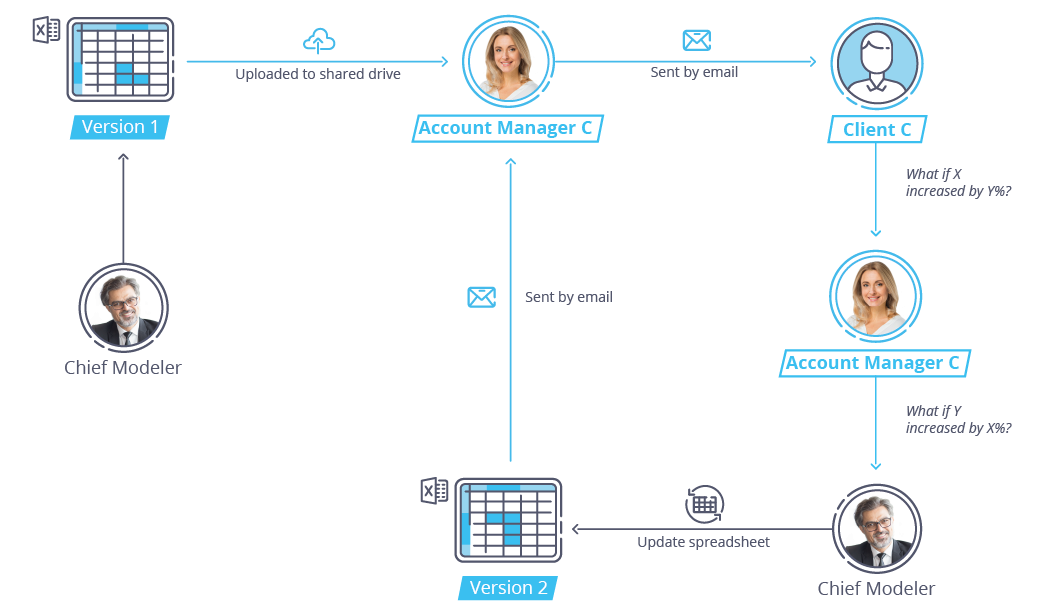 X
Uploaded to shared drive
Sent by email
Version 1
Account Manager C
Client C
What if X
increased by Y%?
Sent by email
Chief Modeler
Account Manager C
What if Y
increased by X%?
X
Update spreadsheet
Version 2
Chief Modeler